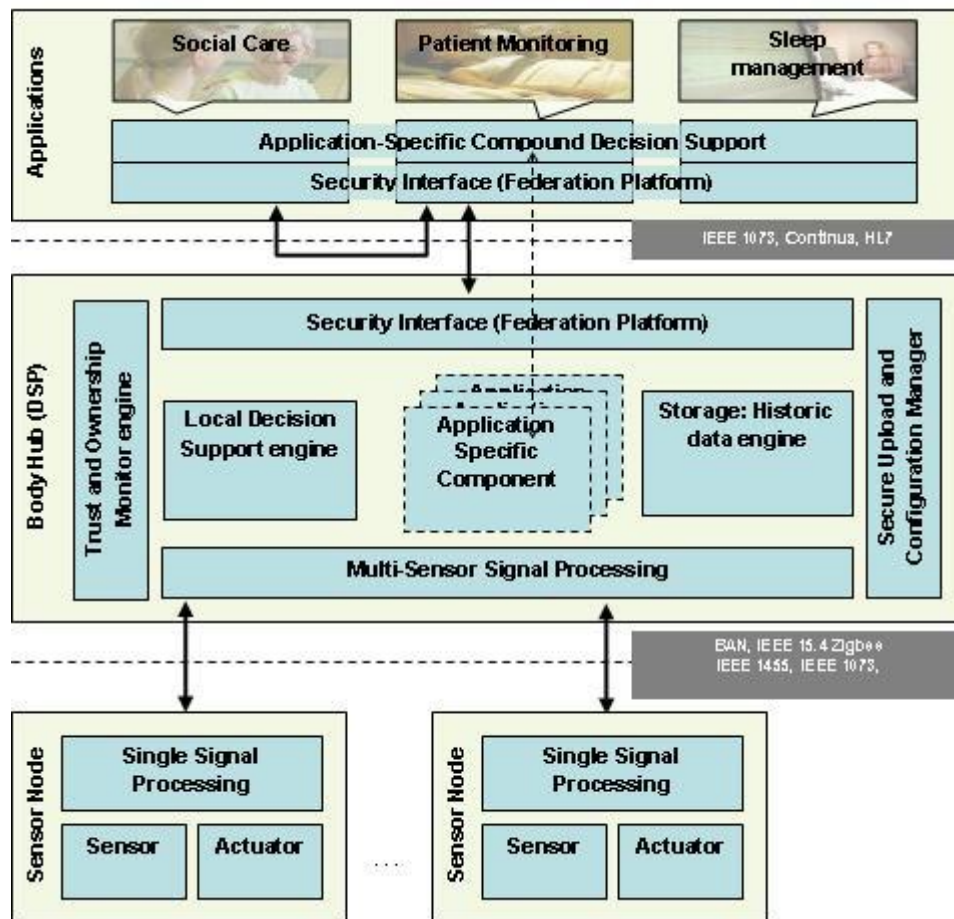 Applications
Social Care
Patient Monitoring
Sleep
management
Application-Specific Compound Decision Support
Security Interface (Federation Platform)
IEEE 1073, Continus, HL7
Body Hub (DSP)
Trust and Ownership
Monitor engine
Security Interface (Federation Platform)
Local Decision
Support engine
Application
Application
Specific
Component
Storage: Historic
data engine
Secure Upload and
Configuration Manager
Multi-Sensor Signal Processing
BAN, IEEE 15.4 Zigbee
IEEE 1455, IEEE 1073,
Sensor Node
Single Signal
Processing
Sensor
Actuator
....
Sensor Node
Single Signal
Processing
Sensor
Actuator